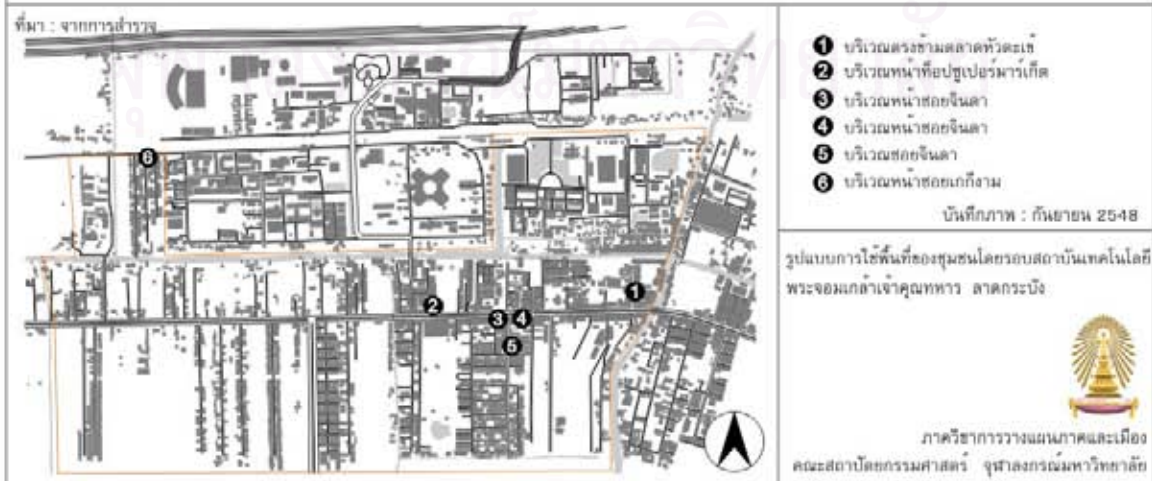 ที่มา : จากการสำรวจ
❶ บริเวณตรงข้ามตลาดหัวตะเข้
❷ บริเวณหน้าท็อปซูเปอร์มาร์เก็ต
❸ บริเวณหน้าซอยจินดา
❹ บริเวณหน้าซอยจินดา
❺ บริเวณซอยจินดา
❻ บริเวณหน้าซอยเกกีงาม
บันทึกภาพ : กันยายน 2548
รูปแบบการใช้พื้นที่ของชุมชนโดยรอบสถาบันเทคโนโลยี
พระจอมเกล้าเจ้าคุณทหาร ลาดกระบัง
ภาควิชาการวางแผนภาคและเมือง
คณะสถาปัตยกรรมศาสตร์ จุฬาลงกรณ์มหาวิทยาลัย
❻
❶
❷
❸ ❹
❺